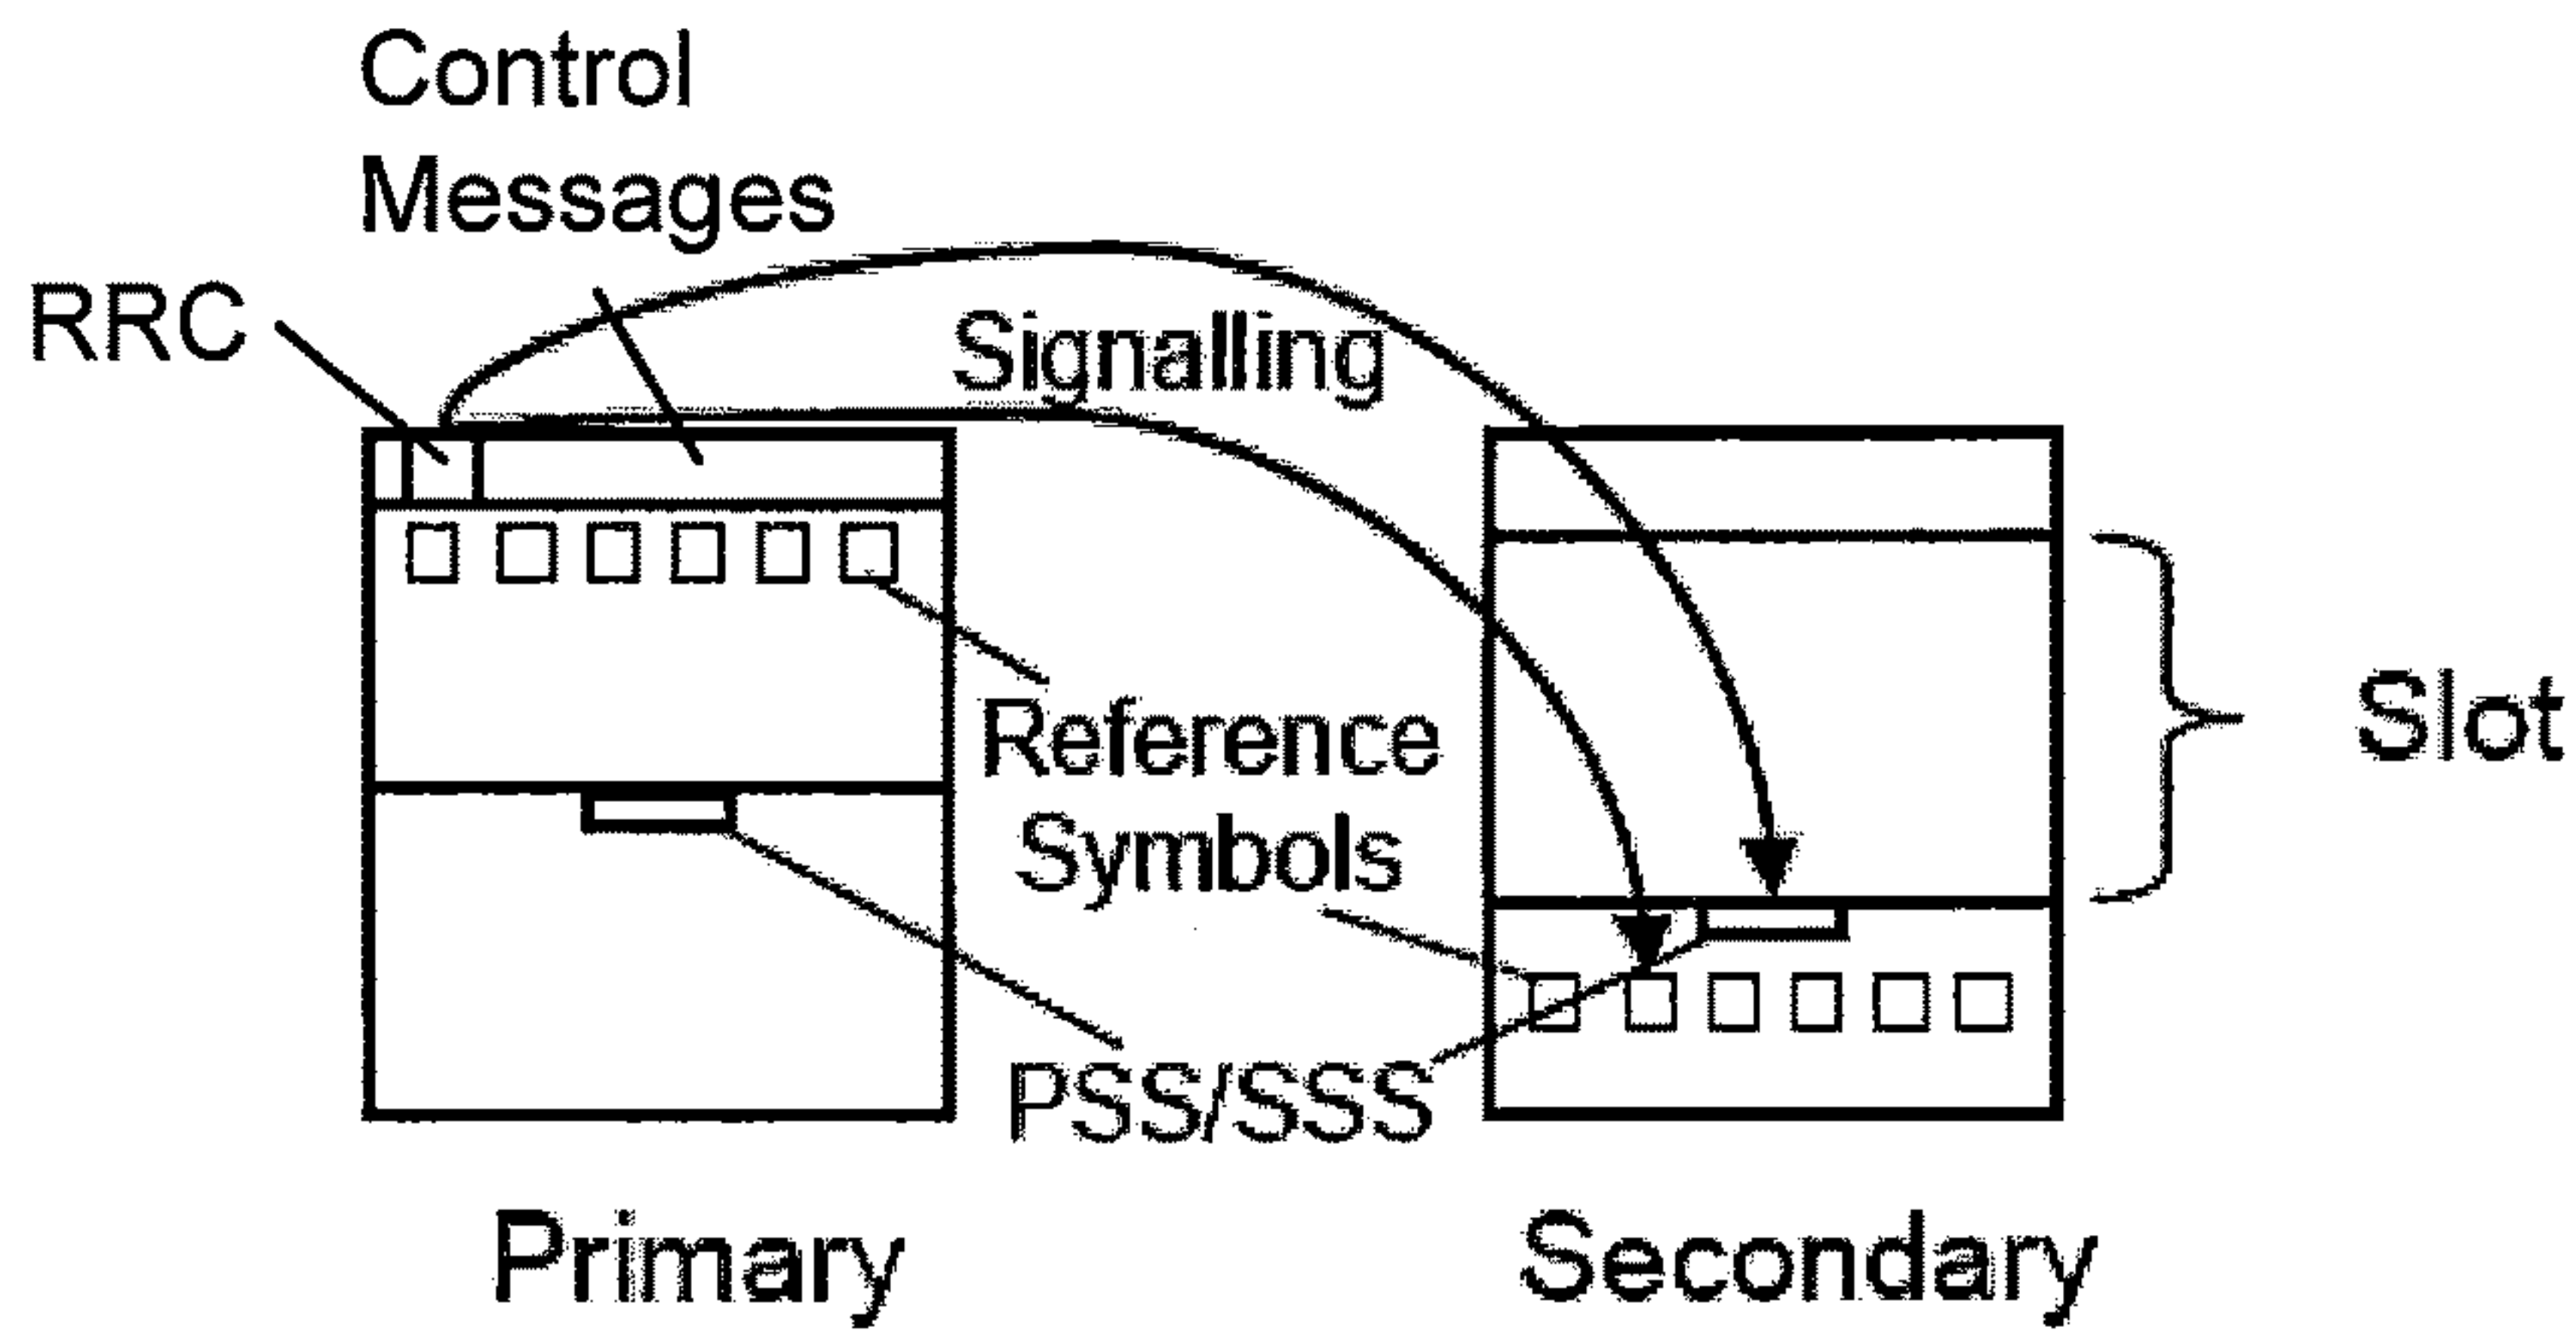 Control
Messages
RRC
Signalling
Reference
Symbols
Slot
PSS/SSS
Primary
Secondary